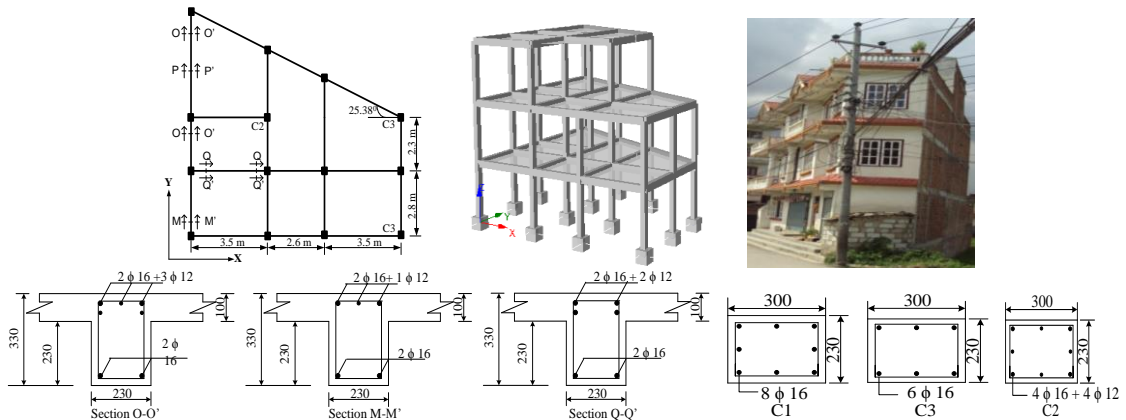 O O'
P P'
C2
25.38⁰
C3
O O'
2.3 m
Q Q
Q' Q'
Y
2.8 m
M M'
C3
3.5 m 2.6 m 3.5 m
X
Z
Y
X
2 ϕ 16+3 ϕ 12
330
230
100
2 ϕ
16
230
Section O-O'
2 ϕ 16+ 1 ϕ 12
330
230
100
2 ϕ 16
230
Section M-M'
2 ϕ 16 + 2 ϕ 12
330
230
100
2 ϕ 16
230
Section Q-Q'
300
230
8 ϕ 16
C1
300
230
6 ϕ 16
C3
300
230
4 ϕ 16 + 4 ϕ 12
C2